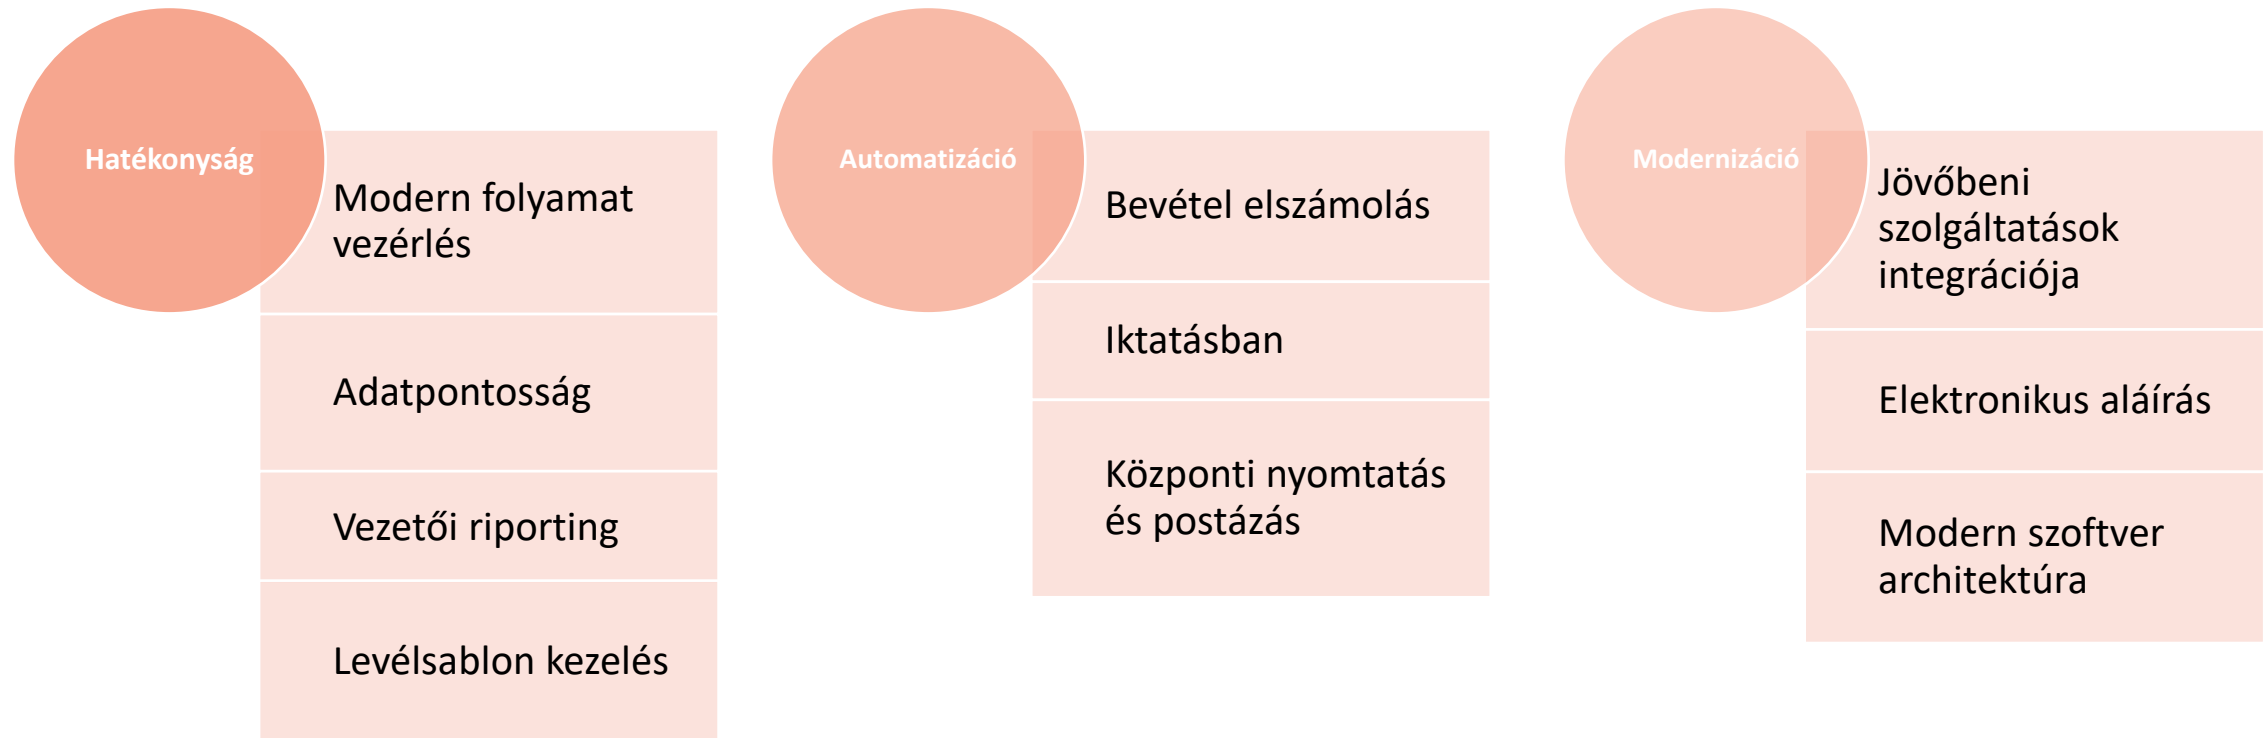 Hatékonyság
Modern folyamat
vezérlés
Adatpontosság
Vezetői riporting
Levélsablon kezelés
Automatizáció
Bevétel elszámolás
Iktatásban
Központi nyomtatás
és postázás
Modernizáció
Jövőbeni
szolgáltatások
integrációja
Elektronikus aláírás
Modern szoftver
architektúra